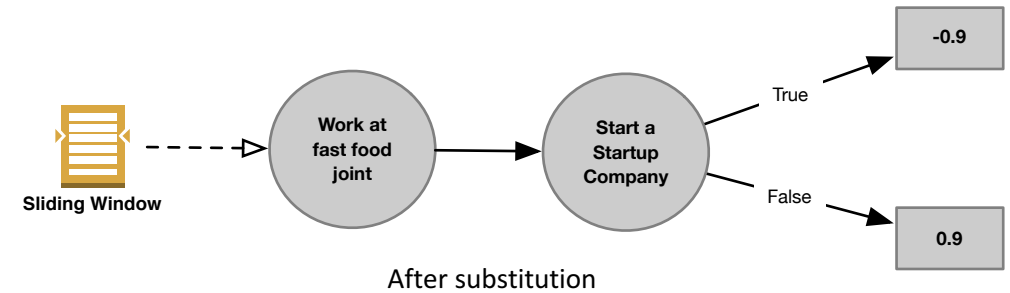 Sliding Window
Work at
fast food
joint
Start a
Startup
Company
True
-0.9
False
0.9
After substitution